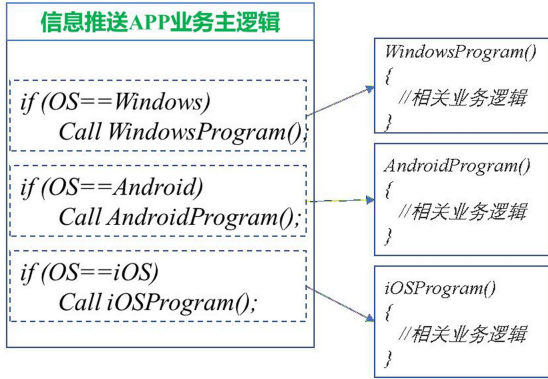 信息推送APP业务主逻辑
if (OS==Windows)
Call WindowsProgram();
if (OS==Android)
Call AndroidProgram();
if (OS==iOS)
Call iOSProgram();
WindowsProgram()
{
//相关业务逻辑
}
AndroidProgram()
{
//相关业务逻辑
}
iOSProgram()
{
//相关业务逻辑
}